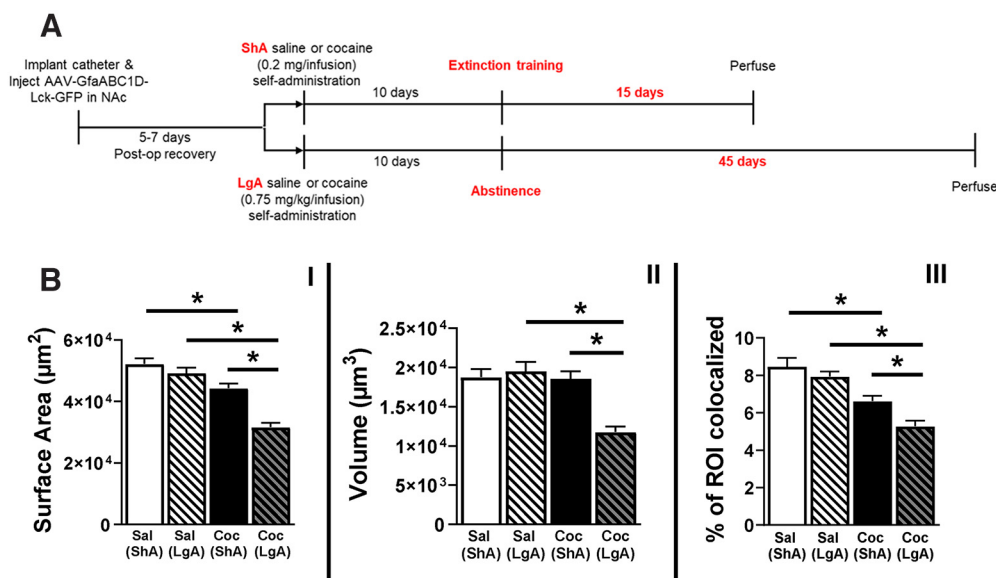 A
Implant catheter &
Inject AAV-GfaABC1D-
Lck-GFP in NAc
5-7 days
Post-op recovery
ShA saline or cocaine
(0.2 mg/infusion)
self-administration
10 days
Extinction training
15 days
Perfuse
LgA saline or cocaine
(0.75 mg/kg/infusion)
self-administration
10 days
Abstinence
45 days
Perfuse
B
I
Surface Area (µm²)
6×10⁴
4×10⁴
2×10⁴
0
* * *
Sal (ShA)
Sal (LgA)
Coc (ShA)
Coc (LgA)
II
Volume (µm³)
2.5×10⁴
2×10⁴
1.5×10⁴
1×10⁴
5×10³
0
* *
Sal (ShA)
Sal (LgA)
Coc (ShA)
Coc (LgA)
III
% of ROI colocalized
10
8
6
4
2
0
* * *
Sal (ShA)
Sal (LgA)
Coc (ShA)
Coc (LgA)